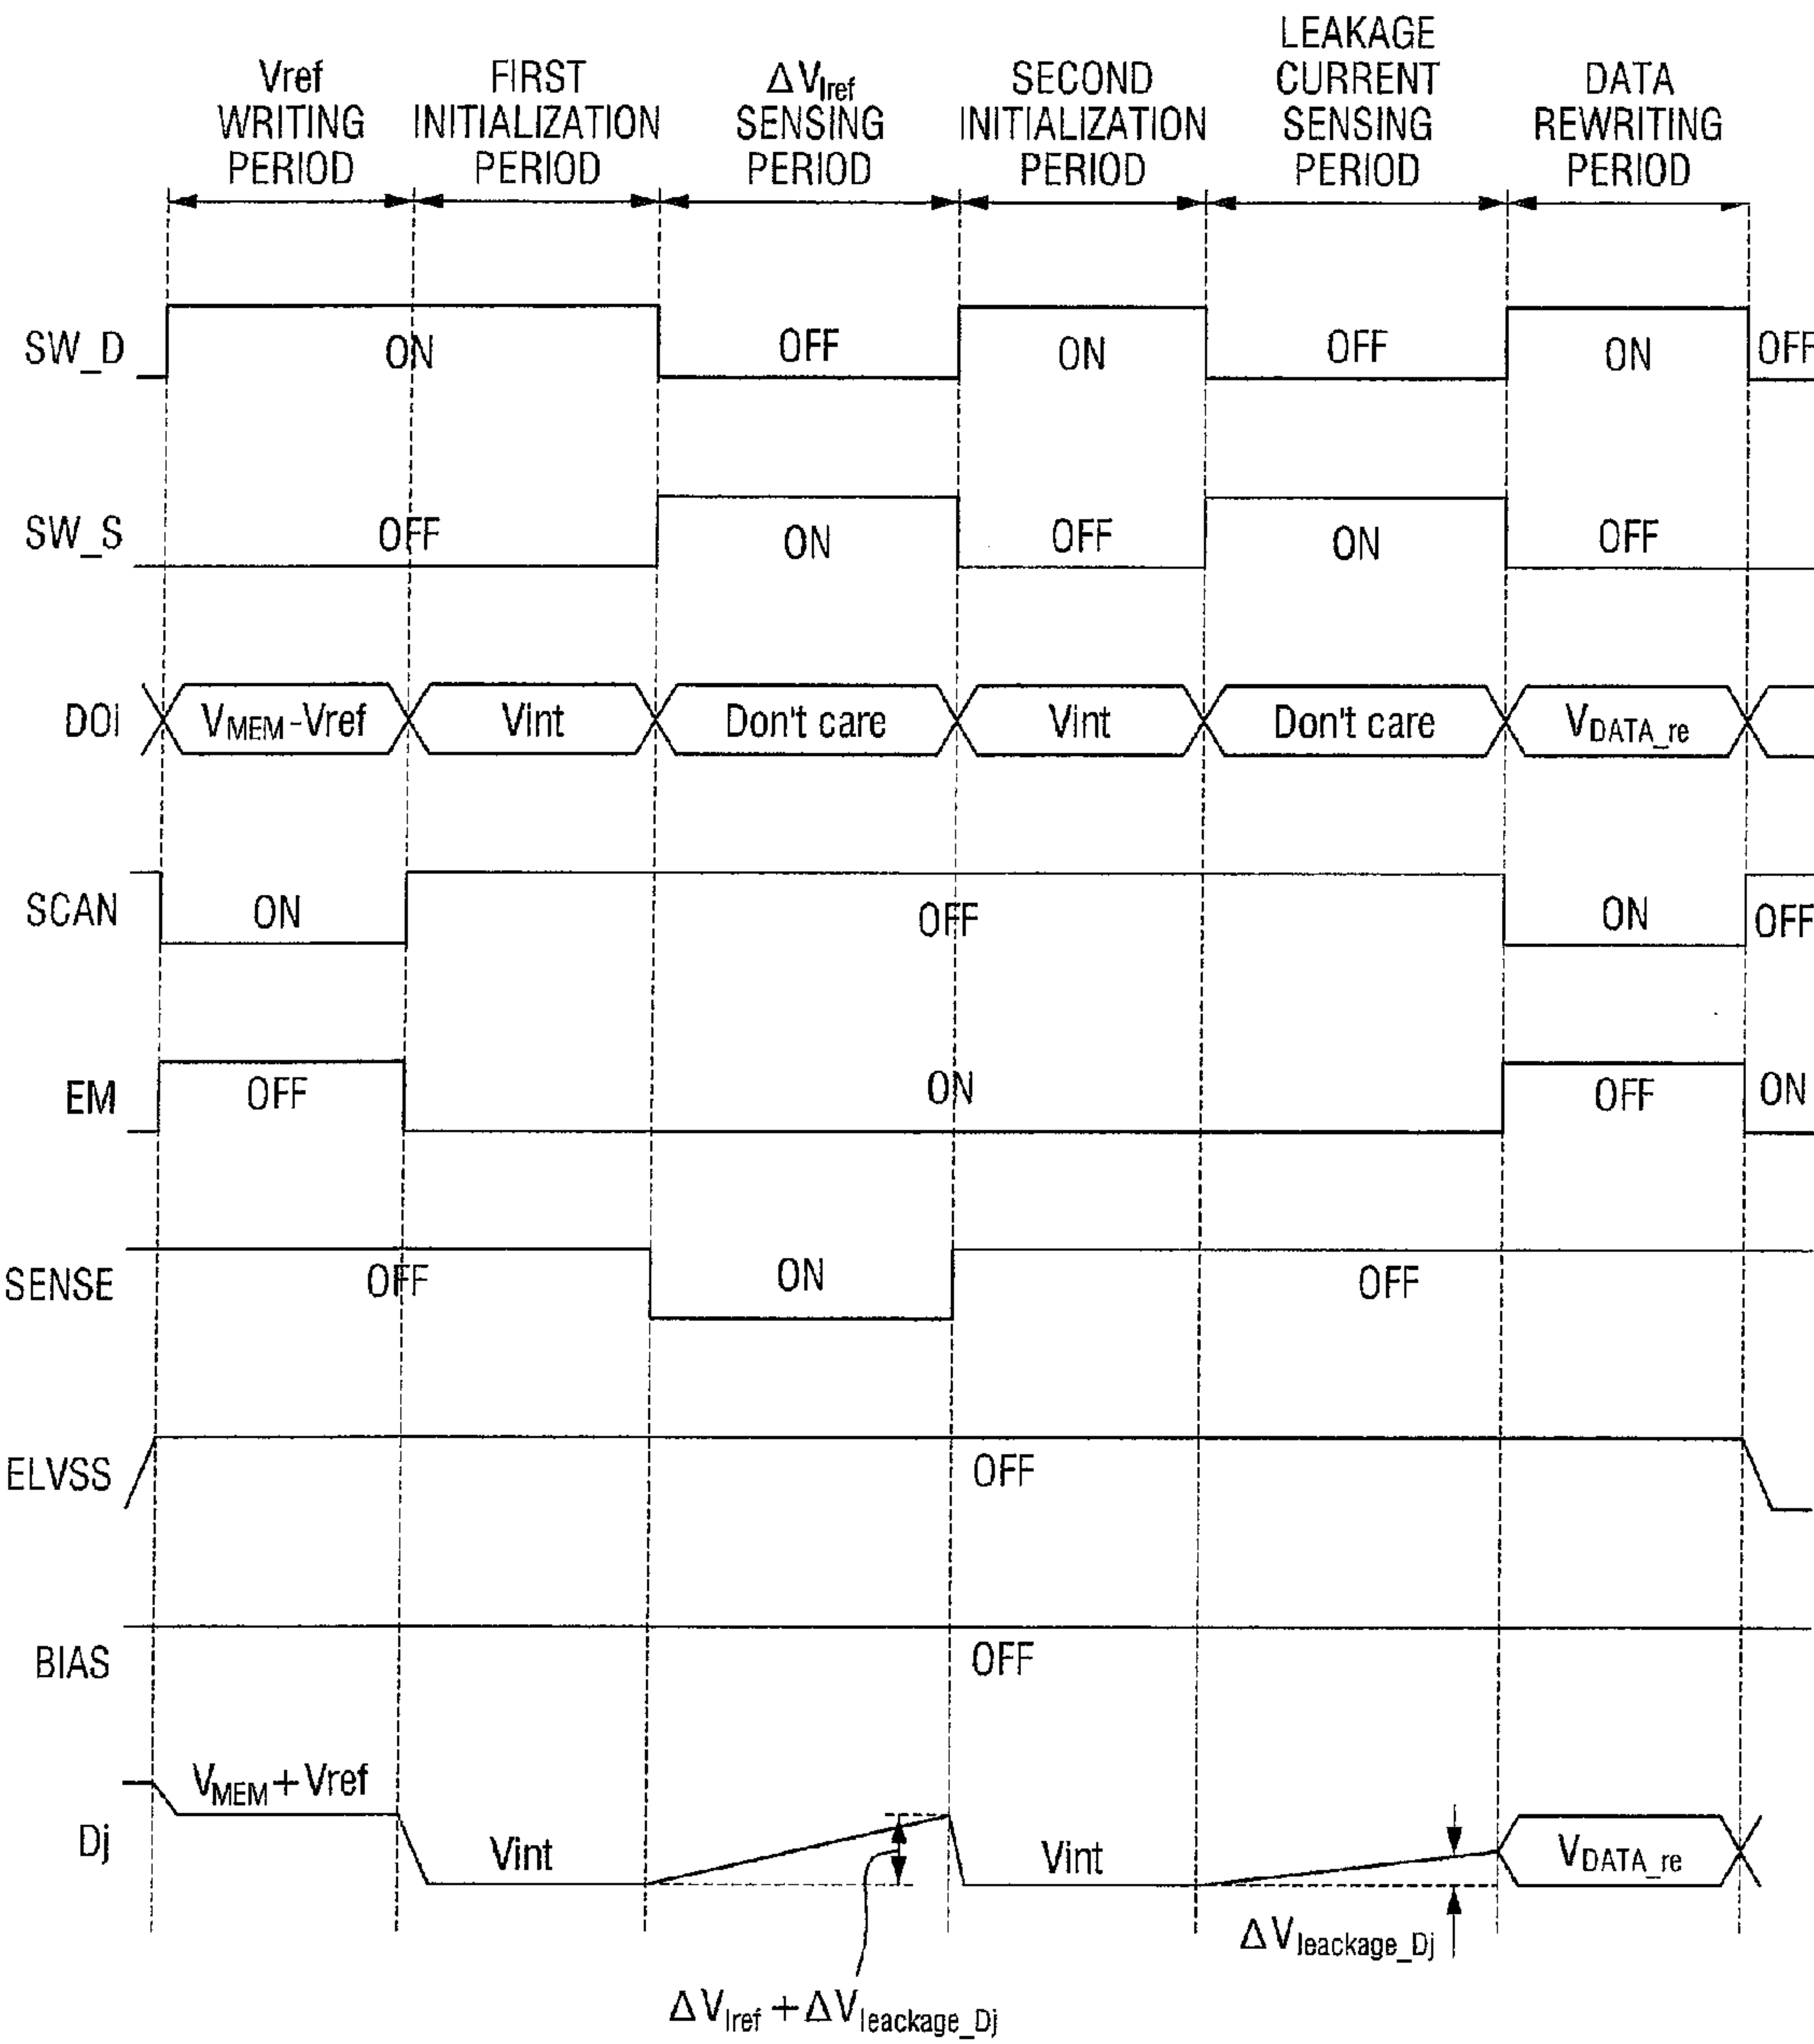 Vref
WRITING
PERIOD
FIRST
INITIALIZATION
PERIOD
ΔVIref
SENSING
PERIOD
SECOND
INITIALIZATION
PERIOD
LEAKAGE
CURRENT
SENSING
PERIOD
DATA
REWRITING
PERIOD
SW_D
ON
OFF
ON
OFF
ON
OFF
SW_S
OFF
ON
OFF
ON
OFF
DOi
VMEM-Vref
Vint
Don't care
Vint
Don't care
VDATA_re
SCAN
ON
OFF
ON
OFF
EM
OFF
ON
OFF
ON
SENSE
OFF
ON
OFF
ELVSS
OFF
BIAS
OFF
Dj
VMEM+Vref
Vint
Vint
VDATA_re
ΔVleackage_Dj
ΔVIref+ΔVleackage_Dj